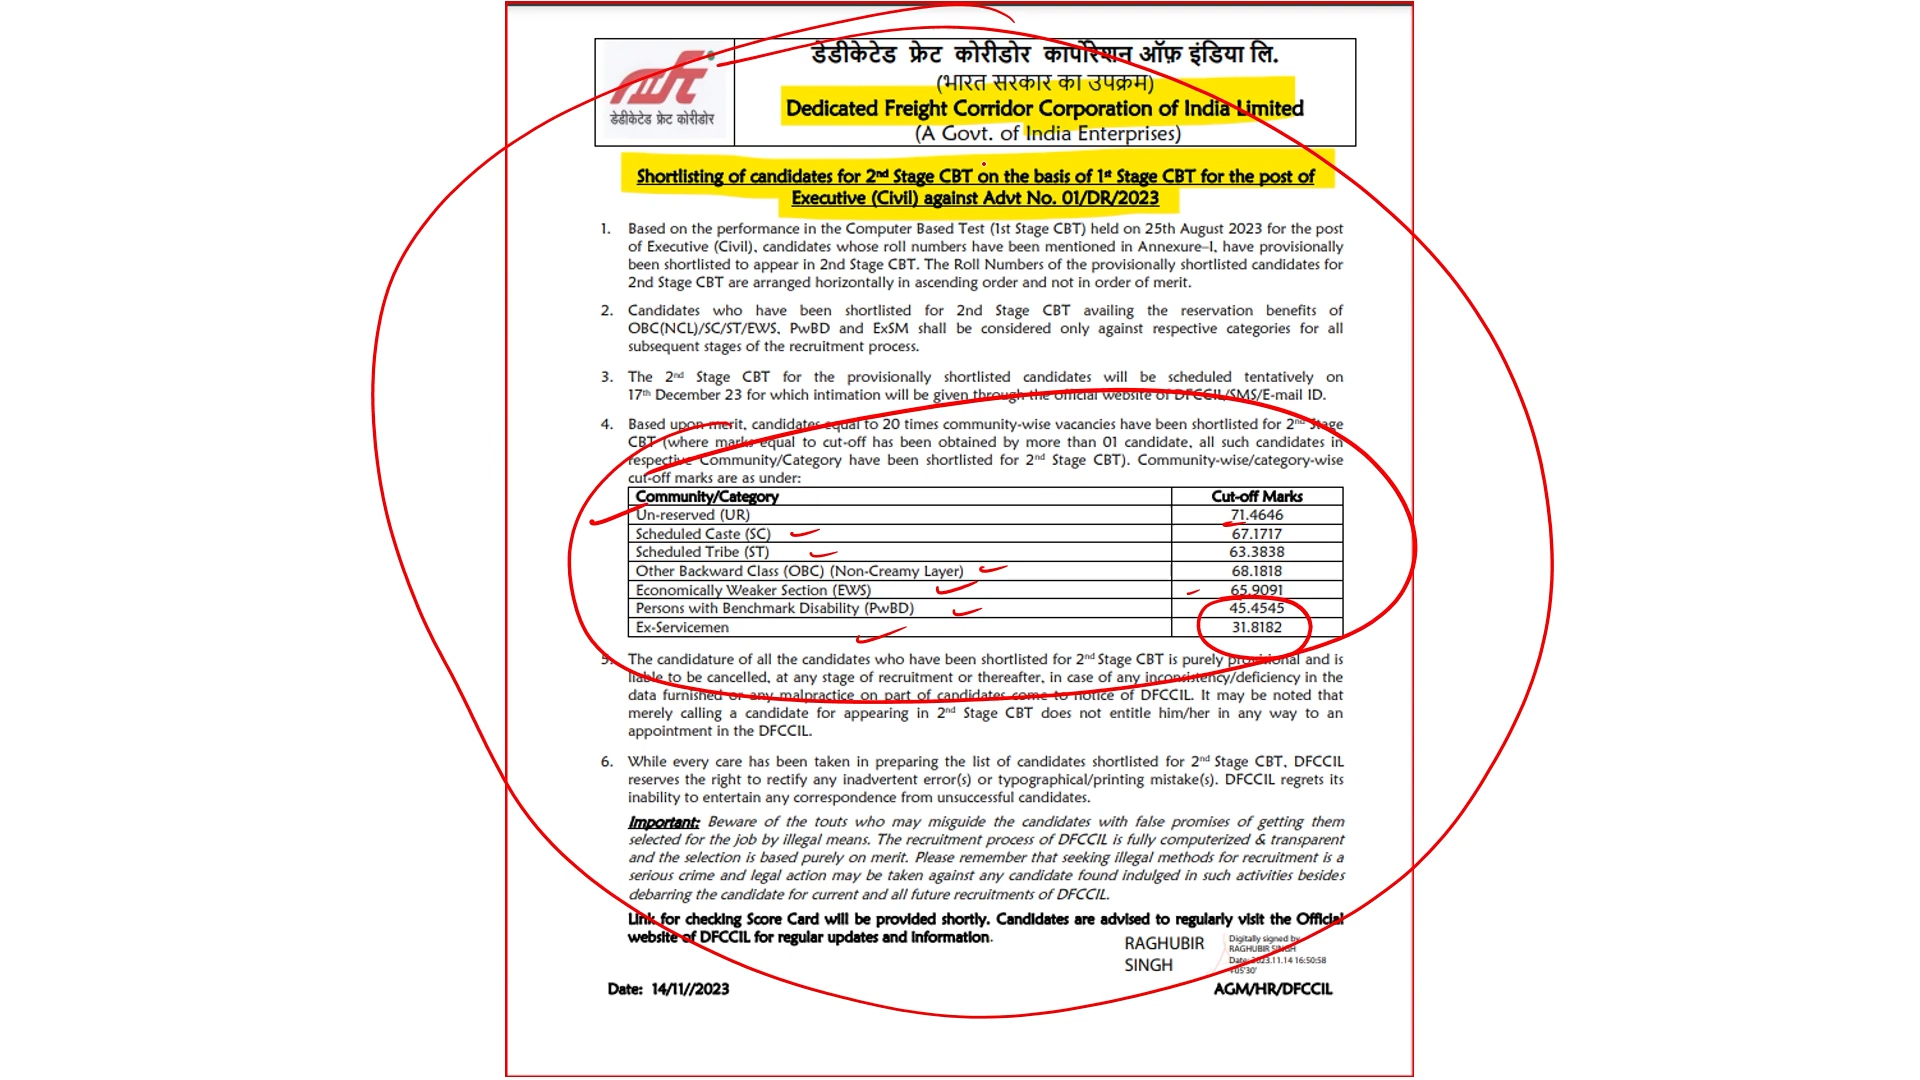 डेडीकेटेड फ्रेट कोरीडोर कार्पोरेशन ऑफ़ इंडिया लि.
(भारत सरकार का उपक्रम)
Dedicated Freight Corridor Corporation of India Limited
(A Govt. of India Enterprises)
डेडीकेटेड फ्रेट कोरीडोर
Shortlisting of candidates for 2nd Stage CBT on the basis of 1st Stage CBT for the post of
Executive (Civil) against Advt No. 01/DR/2023
1. Based on the performance in the Computer Based Test (1st Stage CBT) held on 25th August 2023 for the post
of Executive (Civil), candidates whose roll numbers have been mentioned in Annexure–I, have provisionally
been shortlisted to appear in 2nd Stage CBT. The Roll Numbers of the provisionally shortlisted candidates for
2nd Stage CBT are arranged horizontally in ascending order and not in order of merit.
2. Candidates who have been shortlisted for 2nd Stage CBT availing the reservation benefits of
OBC(NCL)/SC/ST/EWS, PwBD and ExSM shall be considered only against respective categories for all
subsequent stages of the recruitment process.
3. The 2nd Stage CBT for the provisionally shortlisted candidates will be scheduled tentatively on
17th December 23 for which intimation will be given through the official website of DFCCIL/SMS/E-mail ID.
4. Based upon merit, candidates equal to 20 times community-wise vacancies have been shortlisted for 2nd Stage
CBT (where marks equal to cut-off has been obtained by more than 01 candidate, all such candidates in
respective Community/Category have been shortlisted for 2nd Stage CBT). Community-wise/category-wise
cut-off marks are as under:
Community/Category Cut-off Marks
Un-reserved (UR) 71.4646
Scheduled Caste (SC) 67.1717
Scheduled Tribe (ST) 63.3838
Other Backward Class (OBC) (Non-Creamy Layer) 68.1818
Economically Weaker Section (EWS) 65.9091
Persons with Benchmark Disability (PwBD) 45.4545
Ex-Servicemen 31.8182
5. The candidature of all the candidates who have been shortlisted for 2nd Stage CBT is purely provisional and is
liable to be cancelled, at any stage of recruitment or thereafter, in case of any inconsistency/deficiency in the
data furnished or any malpractice on part of candidates come to notice of DFCCIL. It may be noted that
merely calling a candidate for appearing in 2nd Stage CBT does not entitle him/her in any way to an
appointment in the DFCCIL.
6. While every care has been taken in preparing the list of candidates shortlisted for 2nd Stage CBT, DFCCIL
reserves the right to rectify any inadvertent error(s) or typographical/printing mistake(s). DFCCIL regrets its
inability to entertain any correspondence from unsuccessful candidates.
Important: Beware of the touts who may misguide the candidates with false promises of getting them
selected for the job by illegal means. The recruitment process of DFCCIL is fully computerized & transparent
and the selection is based purely on merit. Please remember that seeking illegal methods for recruitment is a
serious crime and legal action may be taken against any candidate found indulged in such activities besides
debarring the candidate for current and all future recruitments of DFCCIL.
Link for checking Score Card will be provided shortly. Candidates are advised to regularly visit the Official
website of DFCCIL for regular updates and information.
RAGHUBIR
SINGH
Digitally signed by
RAGHUBIR SINGH
Date: 2023.11.14 16:50:58
+05'30'
Date: 14/11//2023 AGM/HR/DFCCIL